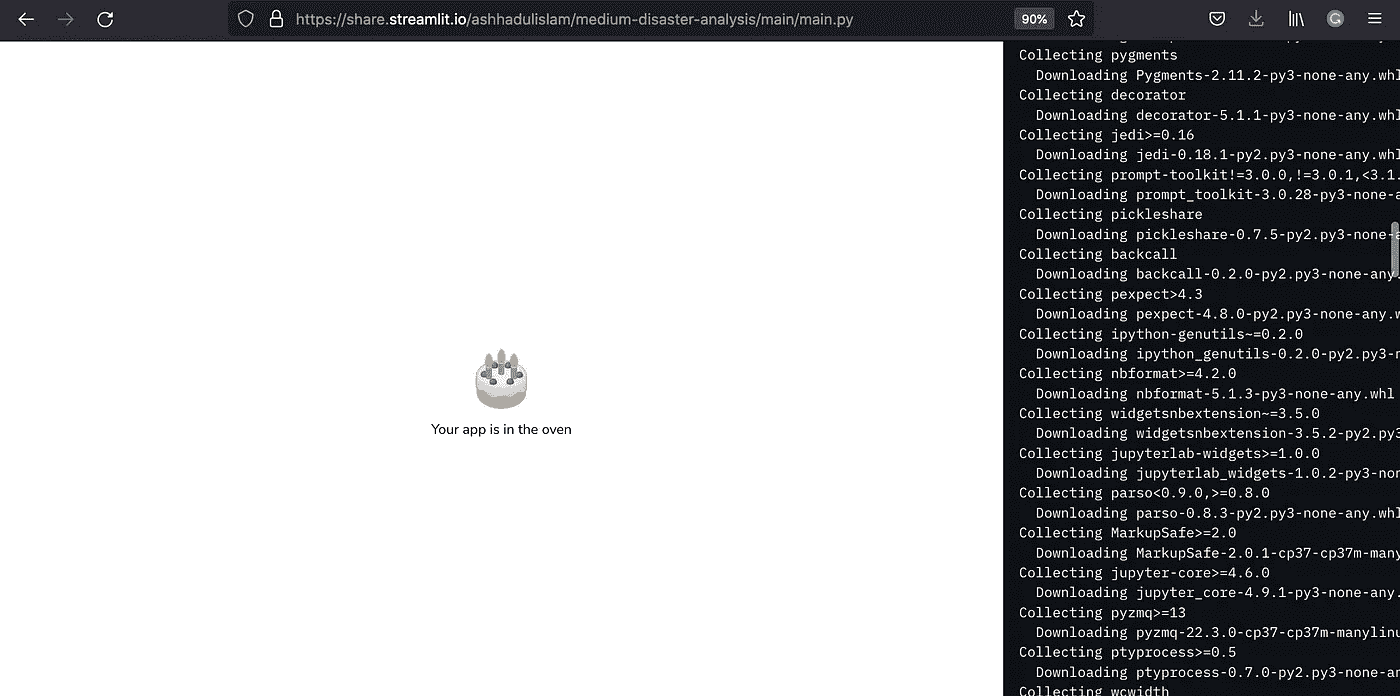 https://share.streamlit.io/ashhadulislam/medium-disaster-analysis/main/main.py
90%
Your app is in the oven
Collecting pygments
Downloading Pygments-2.11.2-py3-none-any.whl
Collecting decorator
Downloading decorator-5.1.1-py3-none-any.whl
Collecting jedi>=0.16
Downloading jedi-0.18.1-py2.py3-none-any.whl
Collecting prompt-toolkit!=3.0.0,!=3.0.1,<3.1.
Downloading prompt_toolkit-3.0.28-py3-none-a
Collecting pickleshare
Downloading pickleshare-0.7.5-py2.py3-none-a
Collecting backcall
Downloading backcall-0.2.0-py2.py3-none-any.
Collecting pexpect>4.3
Downloading pexpect-4.8.0-py2.py3-none-any.w
Collecting ipython-genutils~=0.2.0
Downloading ipython_genutils-0.2.0-py2.py3-n
Collecting nbformat>=4.2.0
Downloading nbformat-5.1.3-py3-none-any.whl
Collecting widgetsnbextension~=3.5.0
Downloading widgetsnbextension-3.5.2-py2.py3
Collecting jupyterlab-widgets>=1.0.0
Downloading jupyterlab_widgets-1.0.2-py3-non
Collecting parso<0.9.0,>=0.8.0
Downloading parso-0.8.3-py2.py3-none-any.whl
Collecting MarkupSafe>=2.0
Downloading MarkupSafe-2.0.1-cp37-cp37m-many
Collecting jupyter-core>=4.6.0
Downloading jupyter_core-4.9.1-py3-none-any.
Collecting pyzmq>=13
Downloading pyzmq-22.3.0-cp37-cp37m-manylinu
Collecting ptyprocess>=0.5
Downloading ptyprocess-0.7.0-py2.py3-none-an
Collecting wcwidth